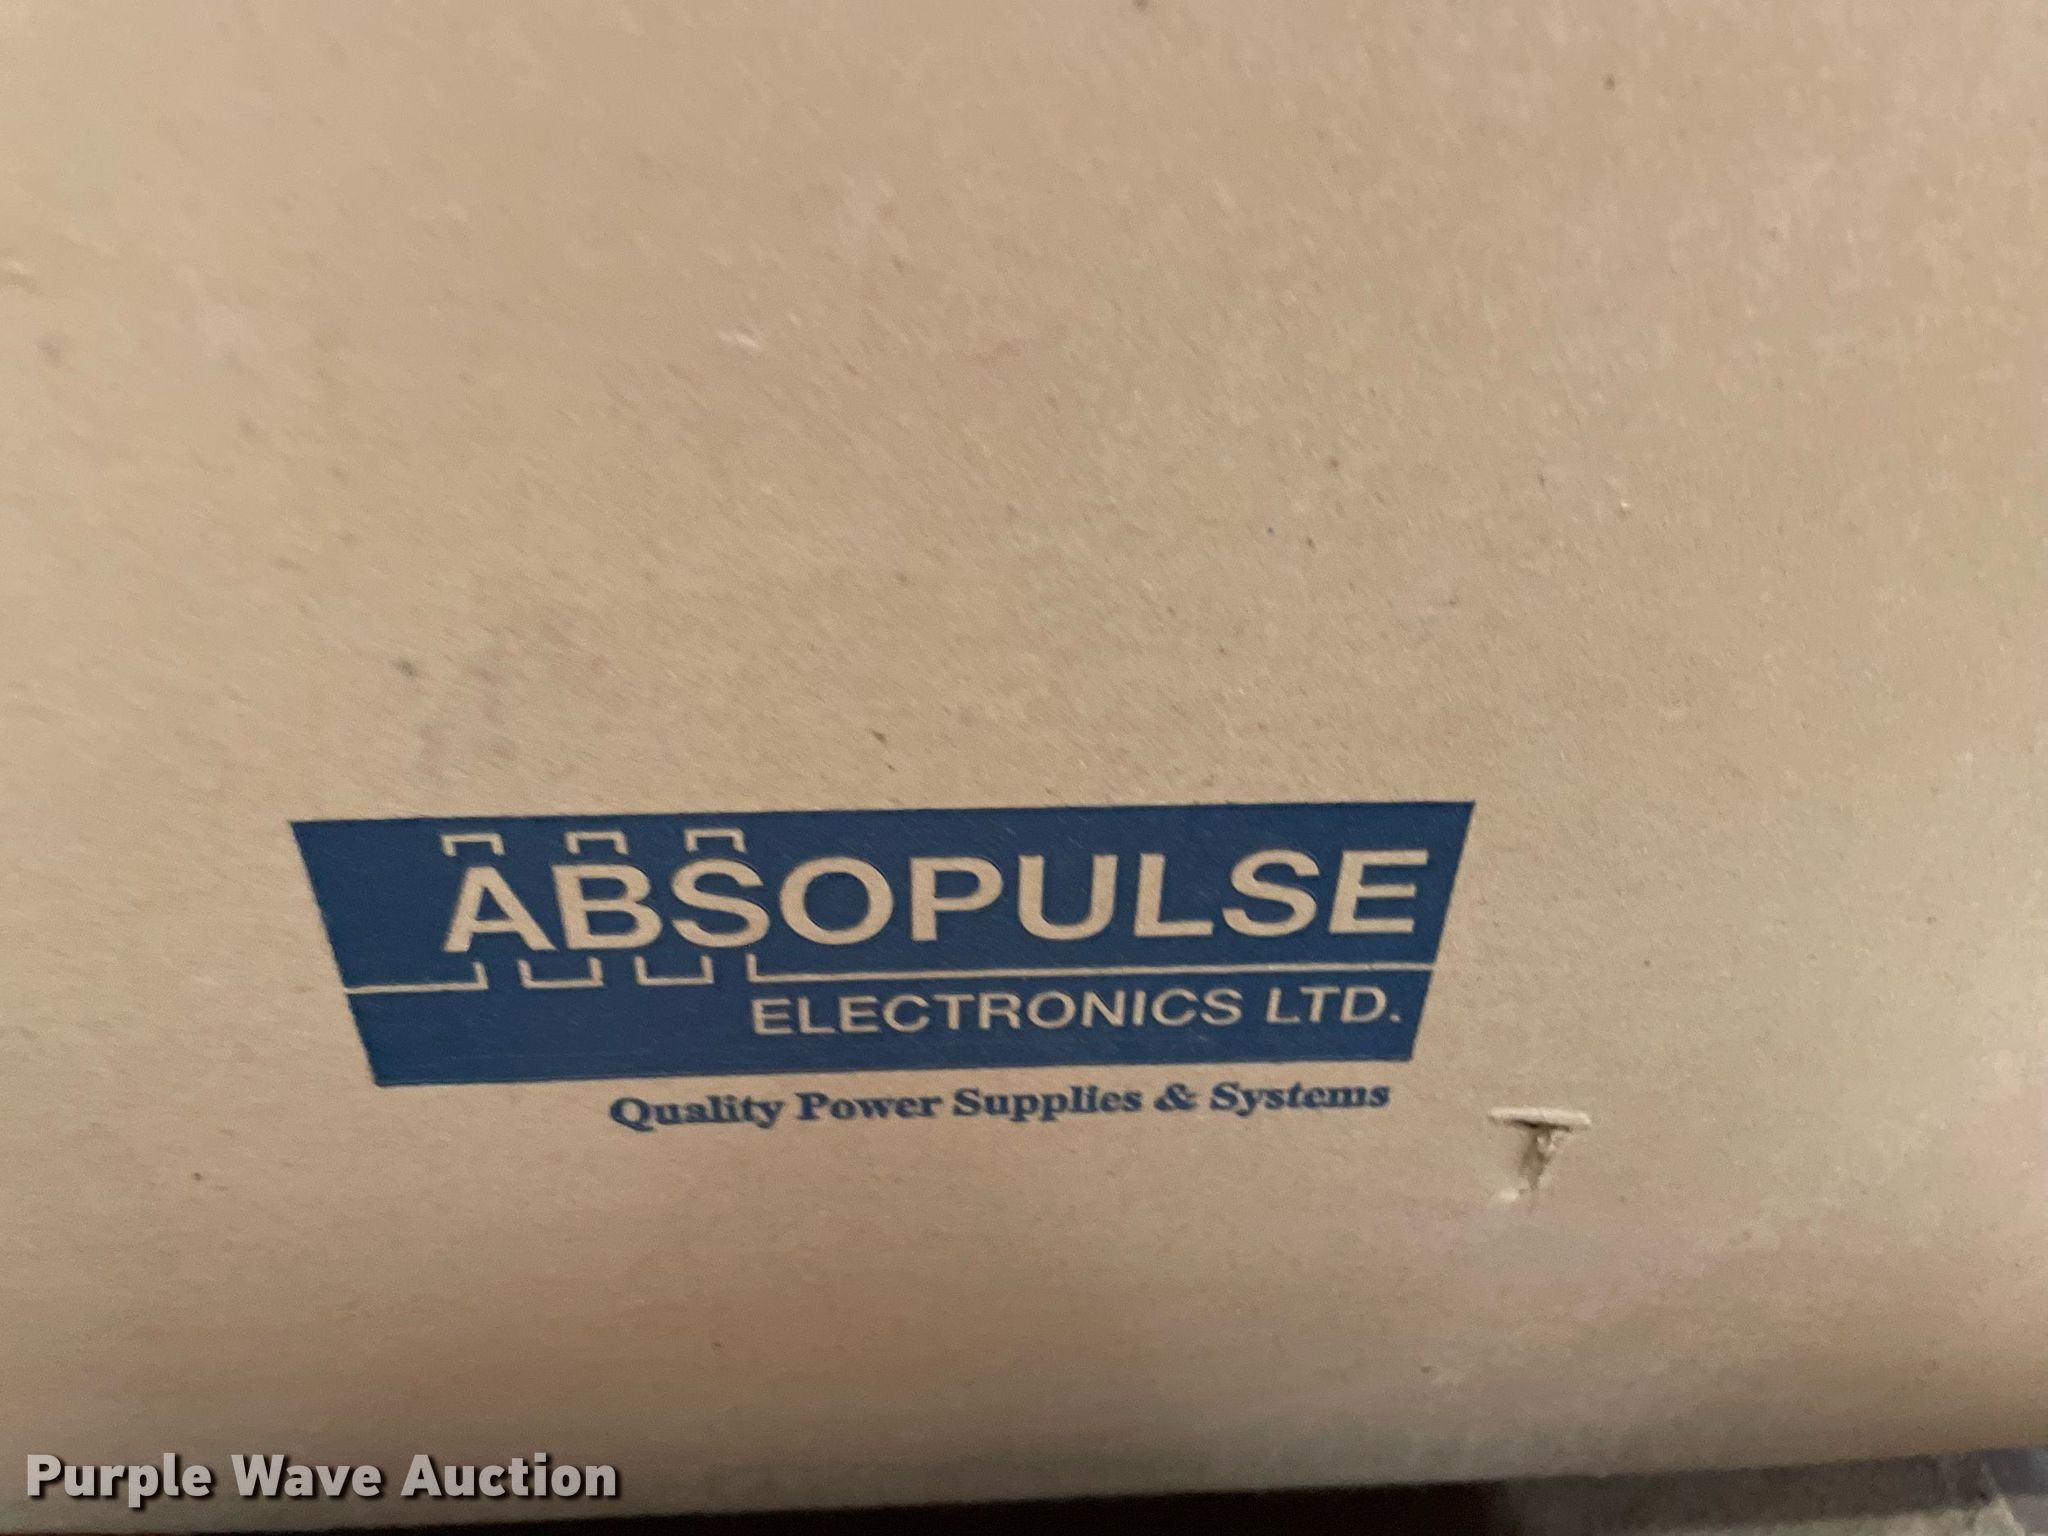 ABSOPULSE
ELECTRONICS LTD.
Quality Power Supplies & Systems
Purple Wave Auction